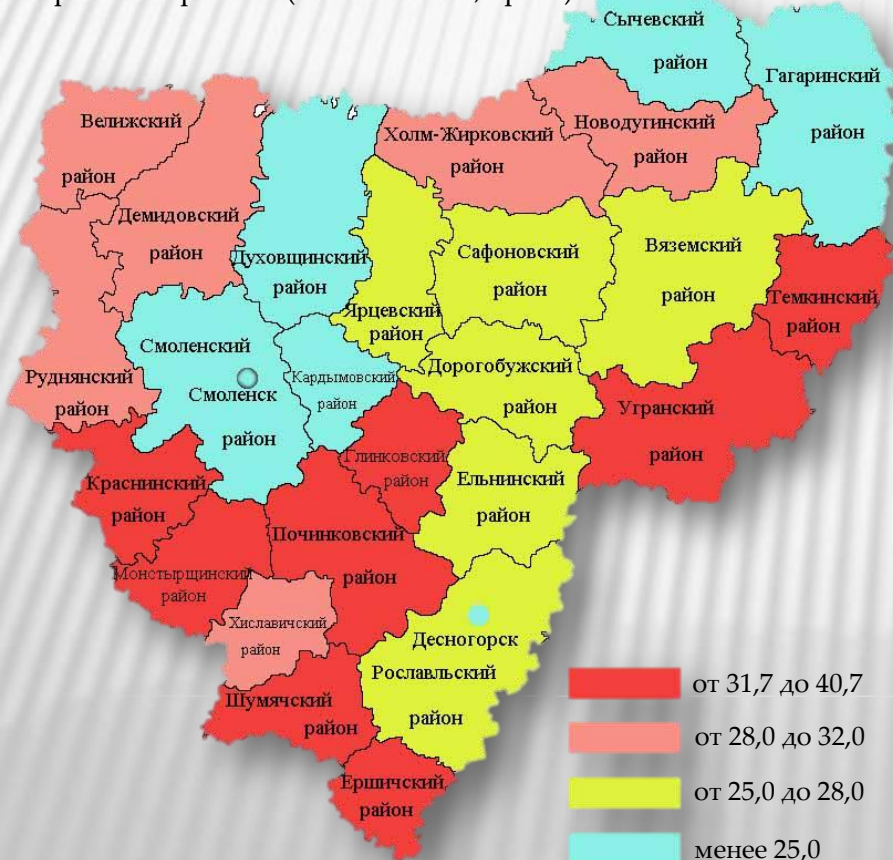 Сычевский
район
Гагаринский
район
Велижский
район
Холм-Жирковский
район
Новодугинский
район
Демидовский
район
Духовщинский
район
Сафоновский
район
Вяземский
район
Темкинский
район
Ярцевский
район
Смоленский
Смоленск
район
Кардымовский
район
Дорогобужский
район
Руднянский
район
Угранский
район
Глинковский
район
Краснинский
район
Ельнинский
район
Починковский
район
Монстырщинский
район
Хиславичский
район
Десногорск
Рославльский
район
Шумячский
район
Ершичский
район
от 31,7 до 40,7
от 28,0 до 32,0
от 25,0 до 28,0
менее 25,0